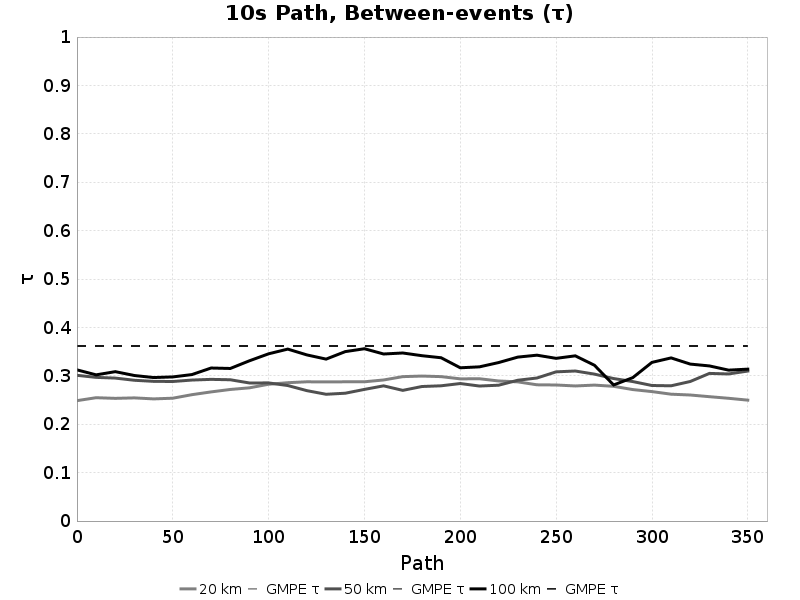 10s Path, Between-events (τ)
1
0.9
0.8
0.7
0.6
0.5
0.4
0.3
0.2
0.1
0
τ
0 50 100 150 200 250 300 350
Path
20 km GMPE τ 50 km GMPE τ 100 km GMPE τ